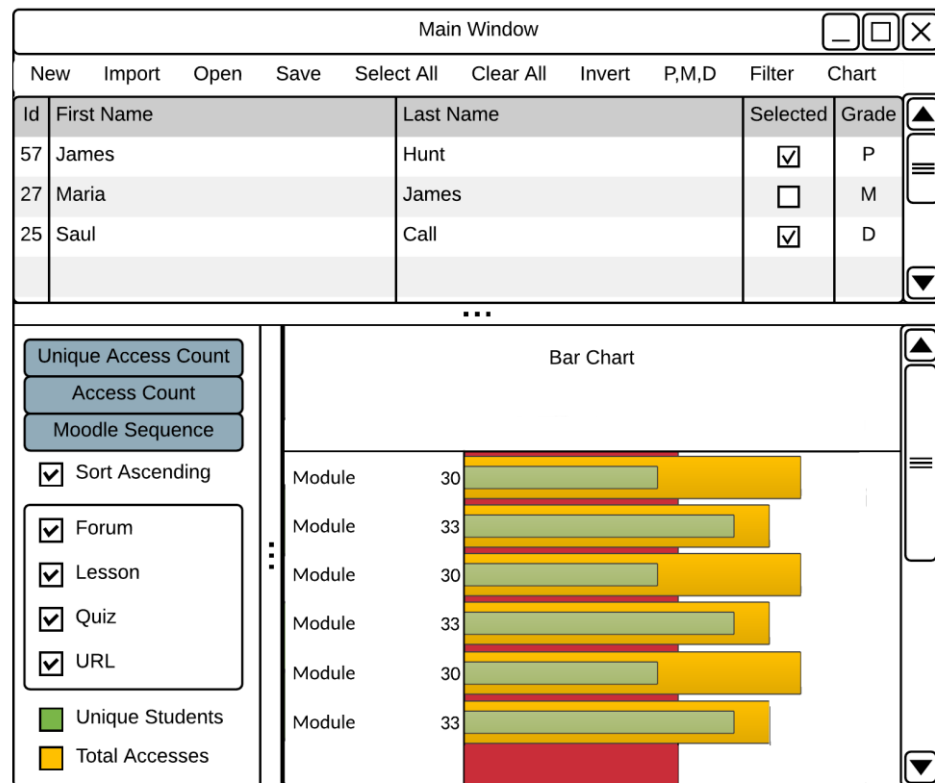 Main Window
New Import Open Save Select All Clear All Invert P,M,D Filter Chart
Id First Name Last Name Selected Grade
57 James Hunt P
27 Maria James M
25 Saul Call D
Unique Access Count
Access Count
Moodle Sequence
Sort Ascending
Forum
Lesson
Quiz
URL
Unique Students
Total Accesses
Bar Chart
Module 30
Module 33
Module 30
Module 33
Module 30
Module 33